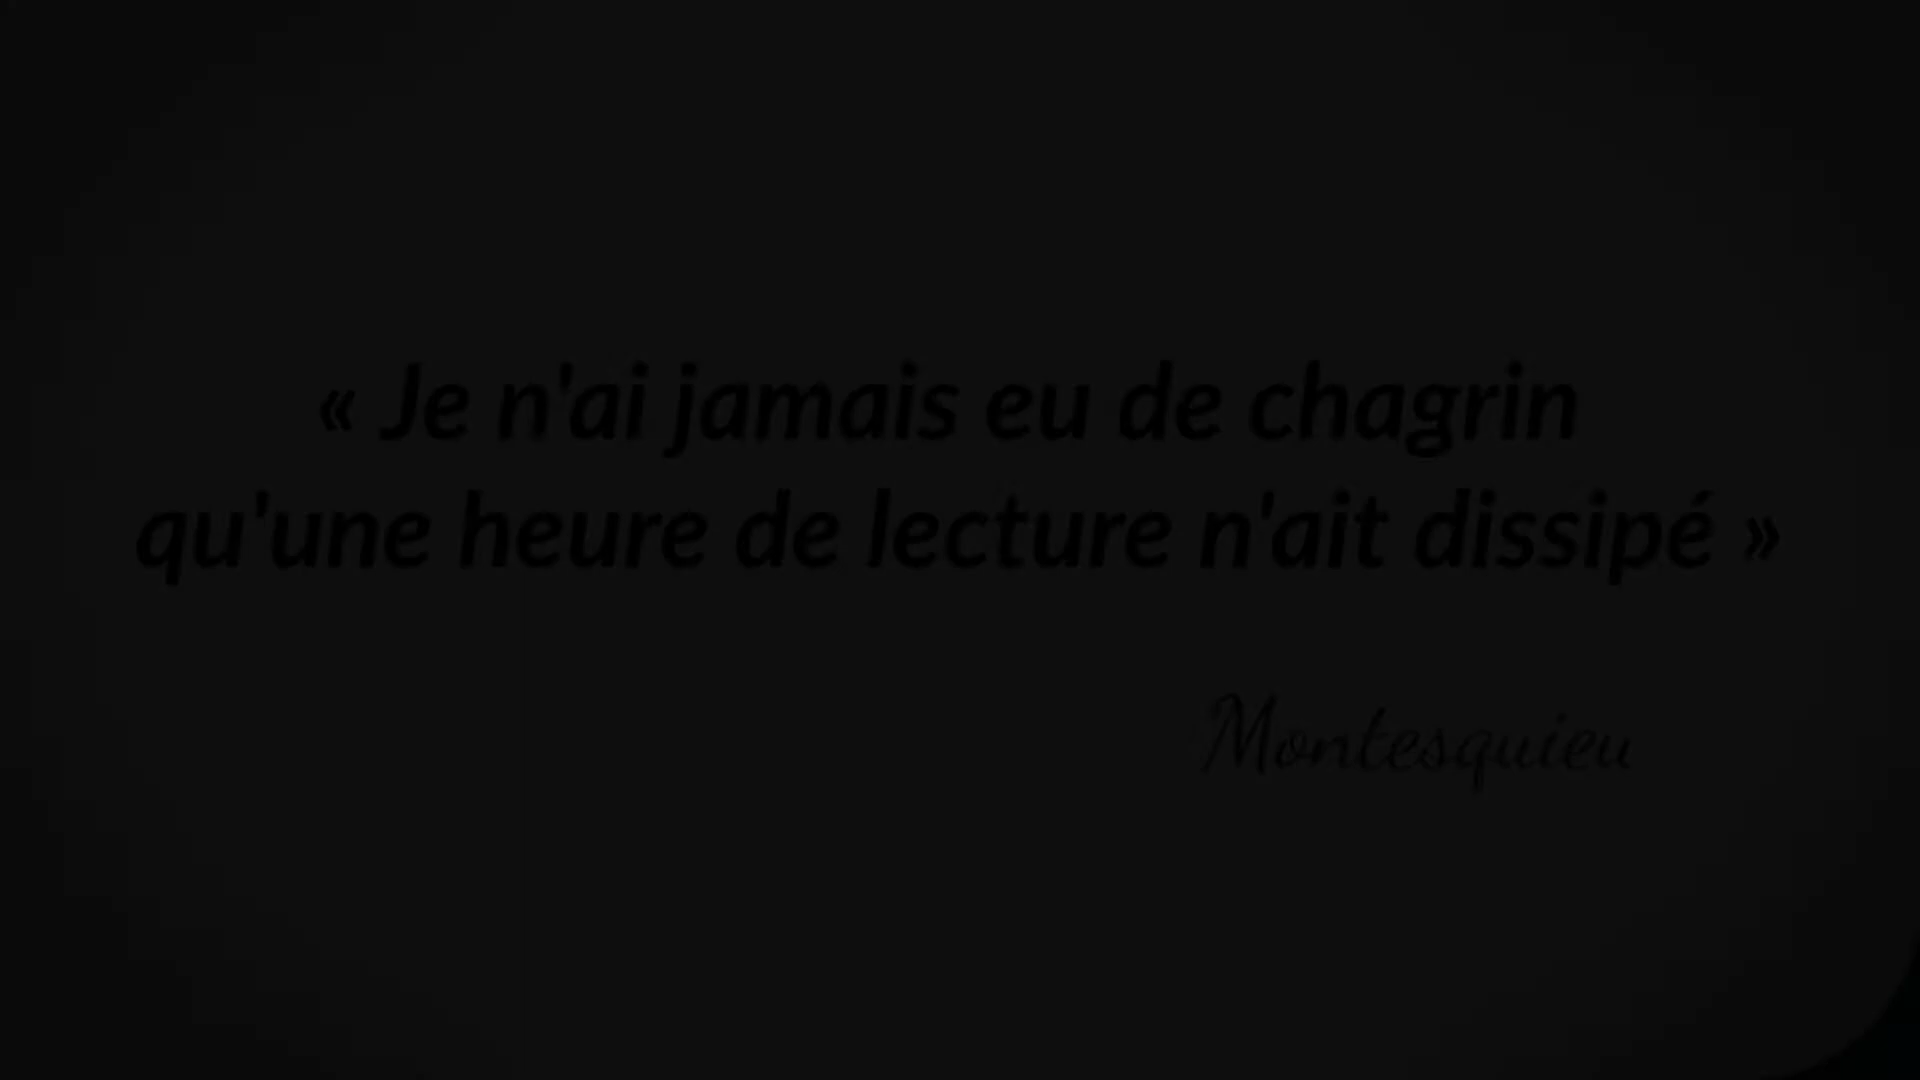 « Je n'ai jamais eu de chagrin
qu'une heure de lecture n'ait dissipé »
Montesquieu